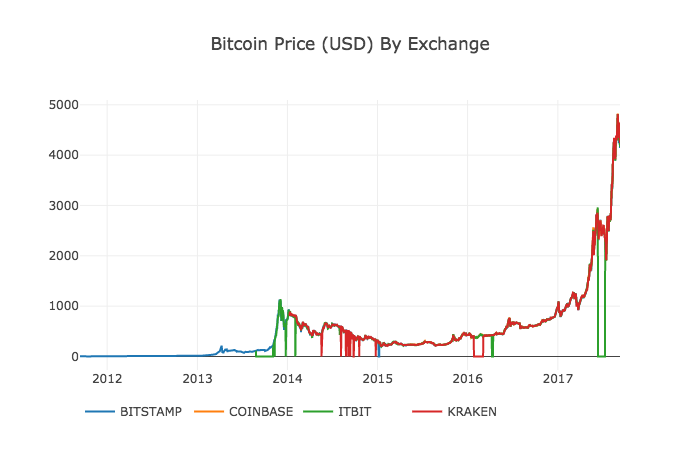 Bitcoin Price (USD) By Exchange
5000
4000
3000
2000
1000
0
2012 2013 2014 2015 2016 2017
BITSTAMP COINBASE ITBIT KRAKEN